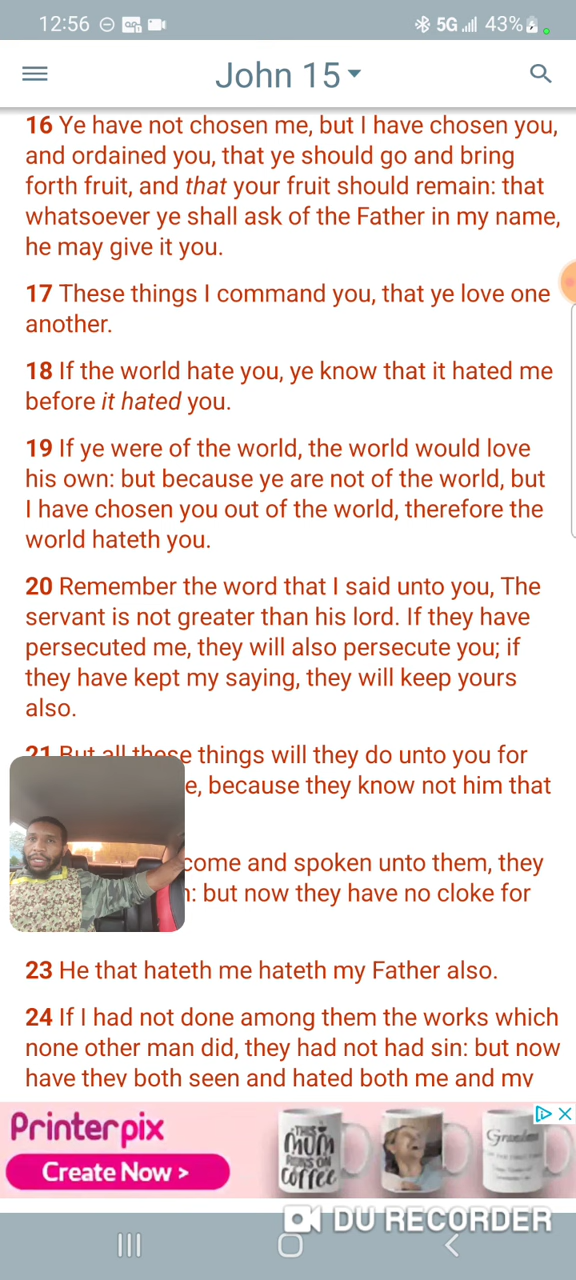 12:56 5G 43%
John 15
16 Ye have not chosen me, but I have chosen you,
and ordained you, that ye should go and bring
forth fruit, and that your fruit should remain: that
whatsoever ye shall ask of the Father in my name,
he may give it you.
17 These things I command you, that ye love one
another.
18 If the world hate you, ye know that it hated me
before it hated you.
19 If ye were of the world, the world would love
his own: but because ye are not of the world, but
I have chosen you out of the world, therefore the
world hateth you.
20 Remember the word that I said unto you, The
servant is not greater than his lord. If they have
persecuted me, they will also persecute you; if
they have kept my saying, they will keep yours
also.
21 But all these things will they do unto you for
e, because they know not him that
come and spoken unto them, they
: but now they have no cloke for
23 He that hateth me hateth my Father also.
24 If I had not done among them the works which
none other man did, they had not had sin: but now
have they both seen and hated both me and my
Printerpix
Create Now >
THIS
MUM
RUNS ON
COFFEE
Grandma
DU RECORDER